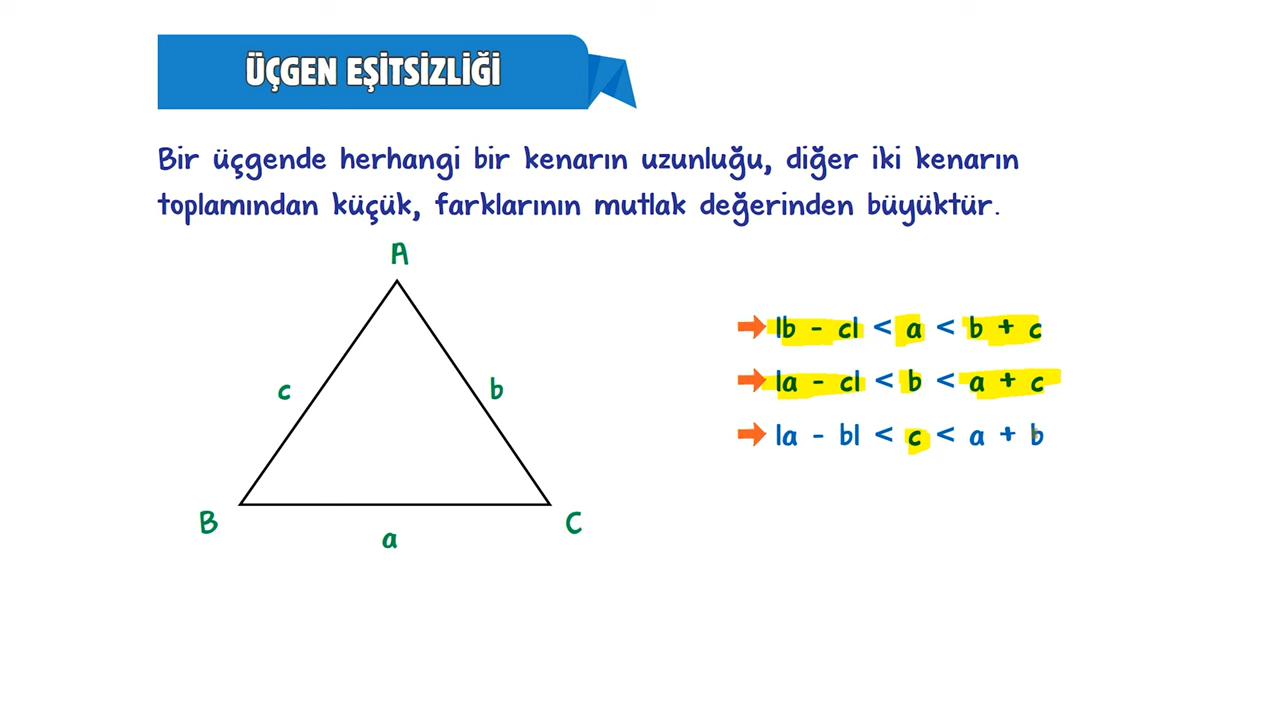 ÜÇGEN EŞİTSİZLİĞİ
Bir üçgende herhangi bir kenarın uzunluğu, diğer iki kenarın
toplamından küçük, farklarının mutlak değerinden büyüktür.
A
c
b
B
C
a
|b - c| < a < b + c
|a - c| < b < a + c
|a - b| < c < a + b